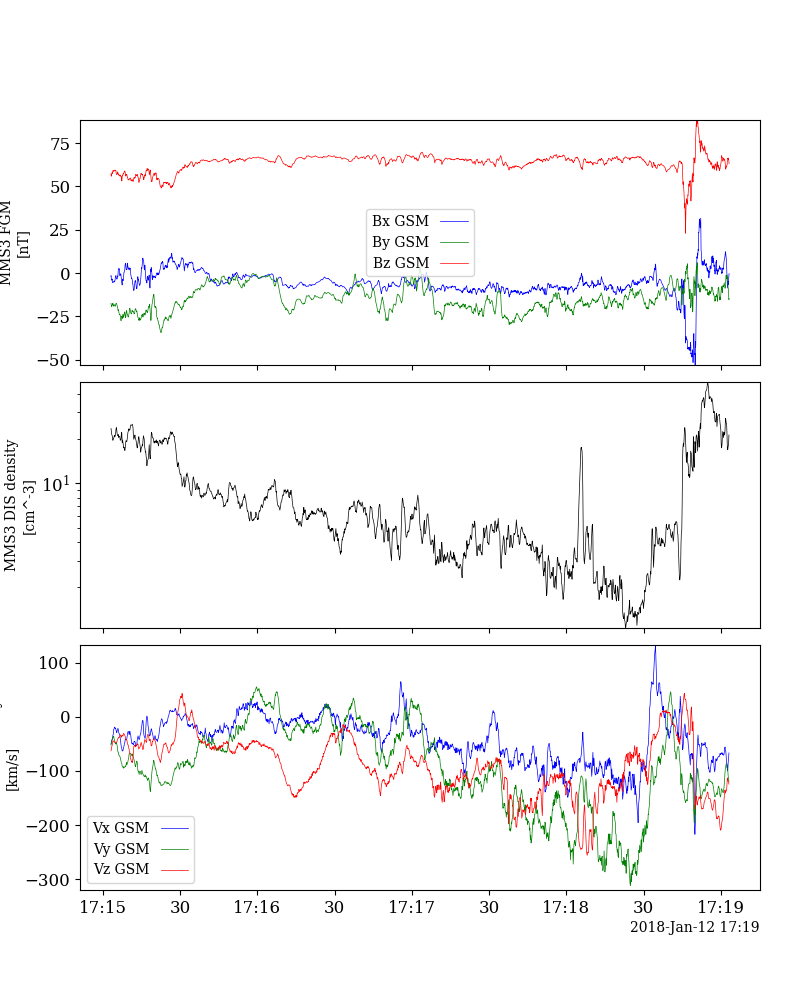 75
50
25
0
−25
−50
MMS3 FGM
[nT]
Bx GSM
By GSM
Bz GSM
10^1
MMS3 DIS density
[cm^-3]
100
0
−100
−200
−300
[km/s]
Vx GSM
Vy GSM
Vz GSM
17:15 30 17:16 30 17:17 30 17:18 30 17:19
2018-Jan-12 17:19